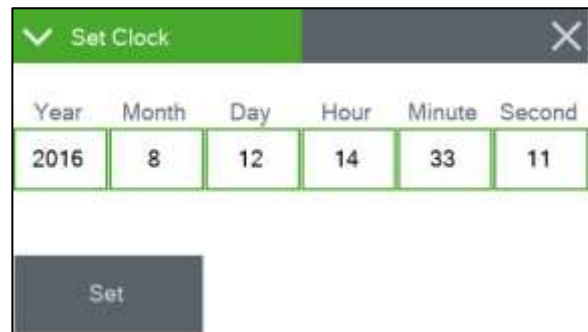 Set Clock
Year Month Day Hour Minute Second
2016 8 12 14 33 11
Set